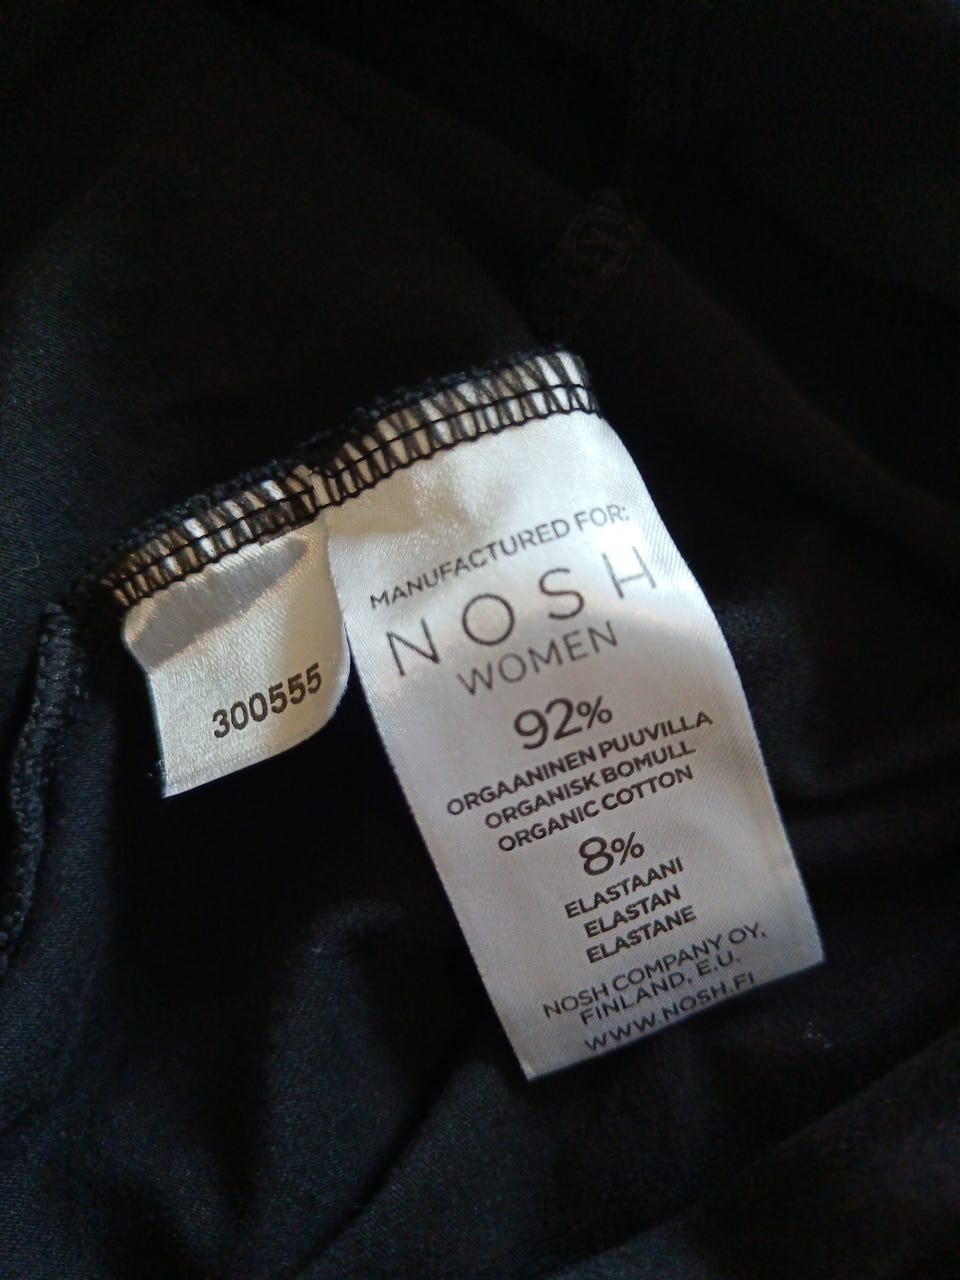 300555
MANUFACTURED FOR:
NOSH
WOMEN
92%
ORGAANINEN PUUVILLA
ORGANISK BOMULL
ORGANIC COTTON
8%
ELASTAANI
ELASTAN
ELASTANE
NOSH COMPANY OY,
FINLAND, E.U.
WWW.NOSH.FI